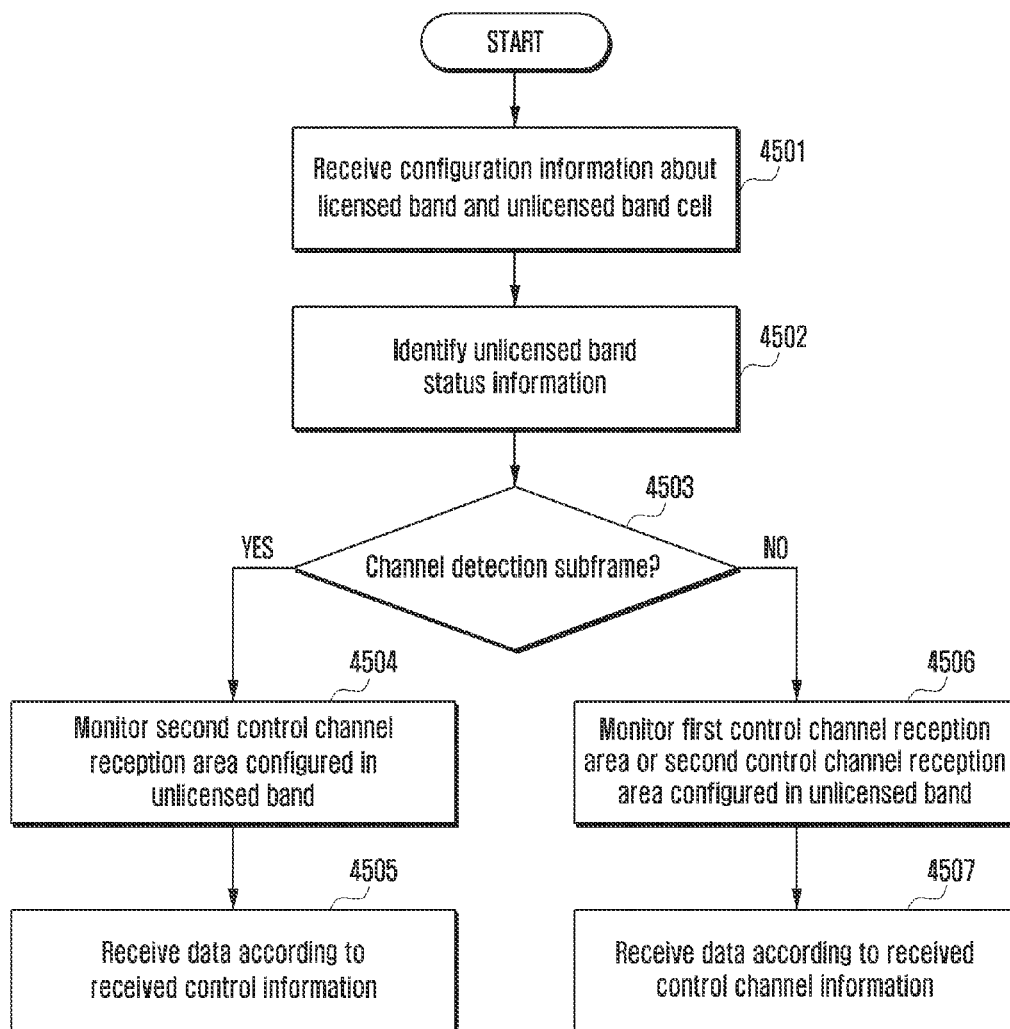 START
4501
Receive configuration information about
licensed band and unlicensed band cell
4502
Identify unlicensed band
status information
4503
YES
Channel detection subframe?
NO
4504
Monitor second control channel
reception area configured in
unlicensed band
4506
Monitor first control channel reception
area or second control channel reception
area configured in unlicensed band
4505
Receive data according to
received control information
4507
Receive data according to received
control channel information